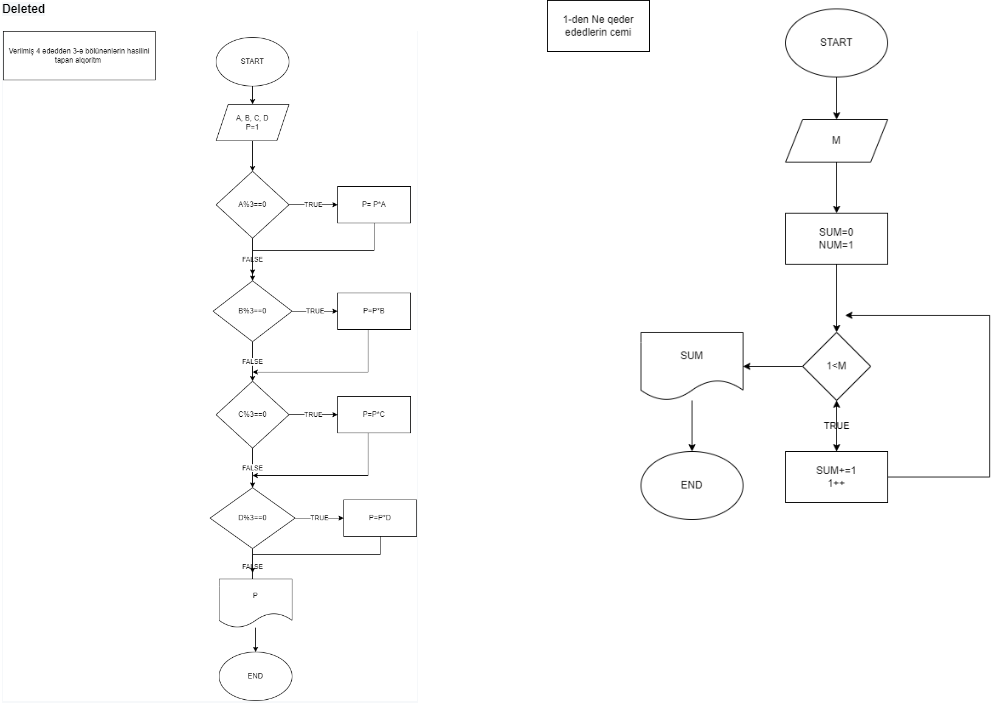 Deleted
Verilmiş 4 ədəddən 3-ə bölünənlərin hasilini
tapan alqoritm
START
A, B, C, D
P=1
A%3==0
TRUE
P= P*A
FALSE
B%3==0
TRUE
P=P*B
FALSE
C%3==0
TRUE
P=P*C
FALSE
D%3==0
TRUE
P=P*D
FALSE
P
END
1-den Ne qeder
ededlerin cemi
START
M
SUM=0
NUM=1
1<M
SUM
TRUE
SUM+=1
1++
END